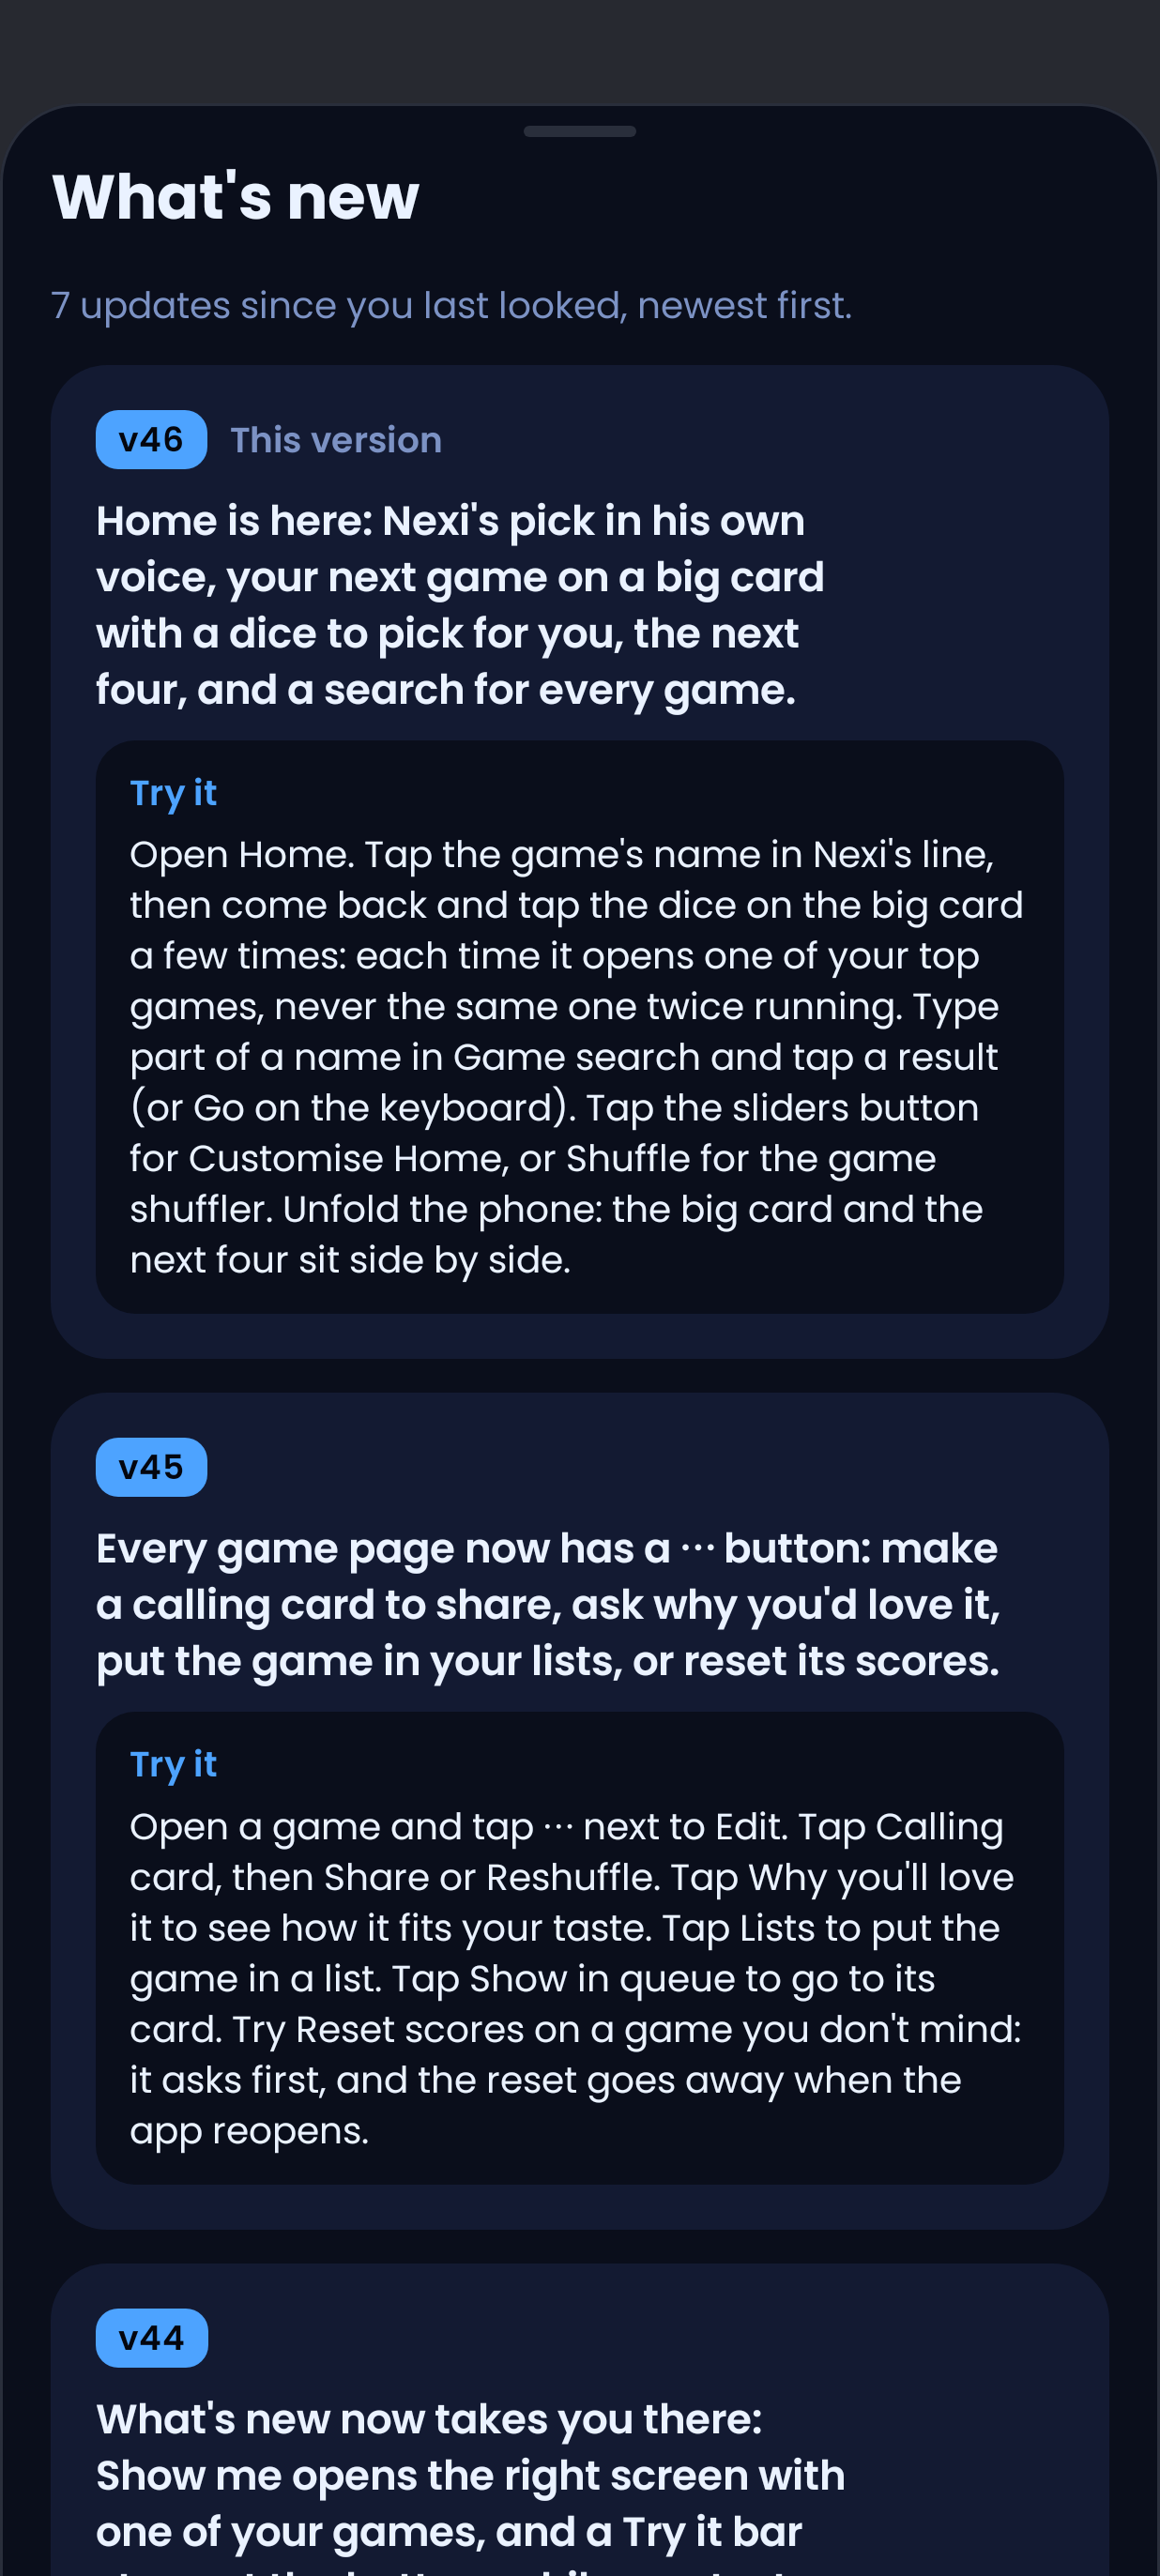 What's new
7 updates since you last looked, newest first.
v46 This version
Home is here: Nexi's pick in his own
voice, your next game on a big card
with a dice to pick for you, the next
four, and a search for every game.
Try it
Open Home. Tap the game's name in Nexi's line,
then come back and tap the dice on the big card
a few times: each time it opens one of your top
games, never the same one twice running. Type
part of a name in Game search and tap a result
(or Go on the keyboard). Tap the sliders button
for Customise Home, or Shuffle for the game
shuffler. Unfold the phone: the big card and the
next four sit side by side.
v45
Every game page now has a ··· button: make
a calling card to share, ask why you'd love it,
put the game in your lists, or reset its scores.
Try it
Open a game and tap ··· next to Edit. Tap Calling
card, then Share or Reshuffle. Tap Why you'll love
it to see how it fits your taste. Tap Lists to put the
game in a list. Tap Show in queue to go to its
card. Try Reset scores on a game you don't mind:
it asks first, and the reset goes away when the
app reopens.
v44
What's new now takes you there:
Show me opens the right screen with
one of your games, and a Try it bar